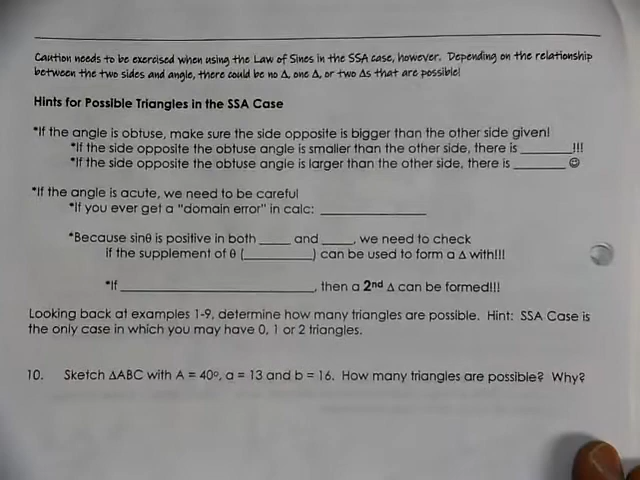 Caution needs to be exercised when using the Law of Sines in the SSA case, however. Depending on the relationship
between the two sides and angle, there could be no Δ, one Δ, or two Δs that are possible!
Hints for Possible Triangles in the SSA Case
*If the angle is obtuse, make sure the side opposite is bigger than the other side given!
*If the side opposite the obtuse angle is smaller than the other side, there is ________!!!
*If the side opposite the obtuse angle is larger than the other side, there is ________ ☺
*If the angle is acute, we need to be careful
*If you ever get a "domain error" in calc: ________________
*Because sinθ is positive in both _____ and _____, we need to check
if the supplement of θ (___________) can be used to form a Δ with!!!
*If ______________________________, then a 2nd Δ can be formed!!!
Looking back at examples 1-9, determine how many triangles are possible. Hint: SSA Case is
the only case in which you may have 0, 1 or 2 triangles.
10. Sketch ΔABC with A = 40°, a = 13 and b = 16. How many triangles are possible? Why?